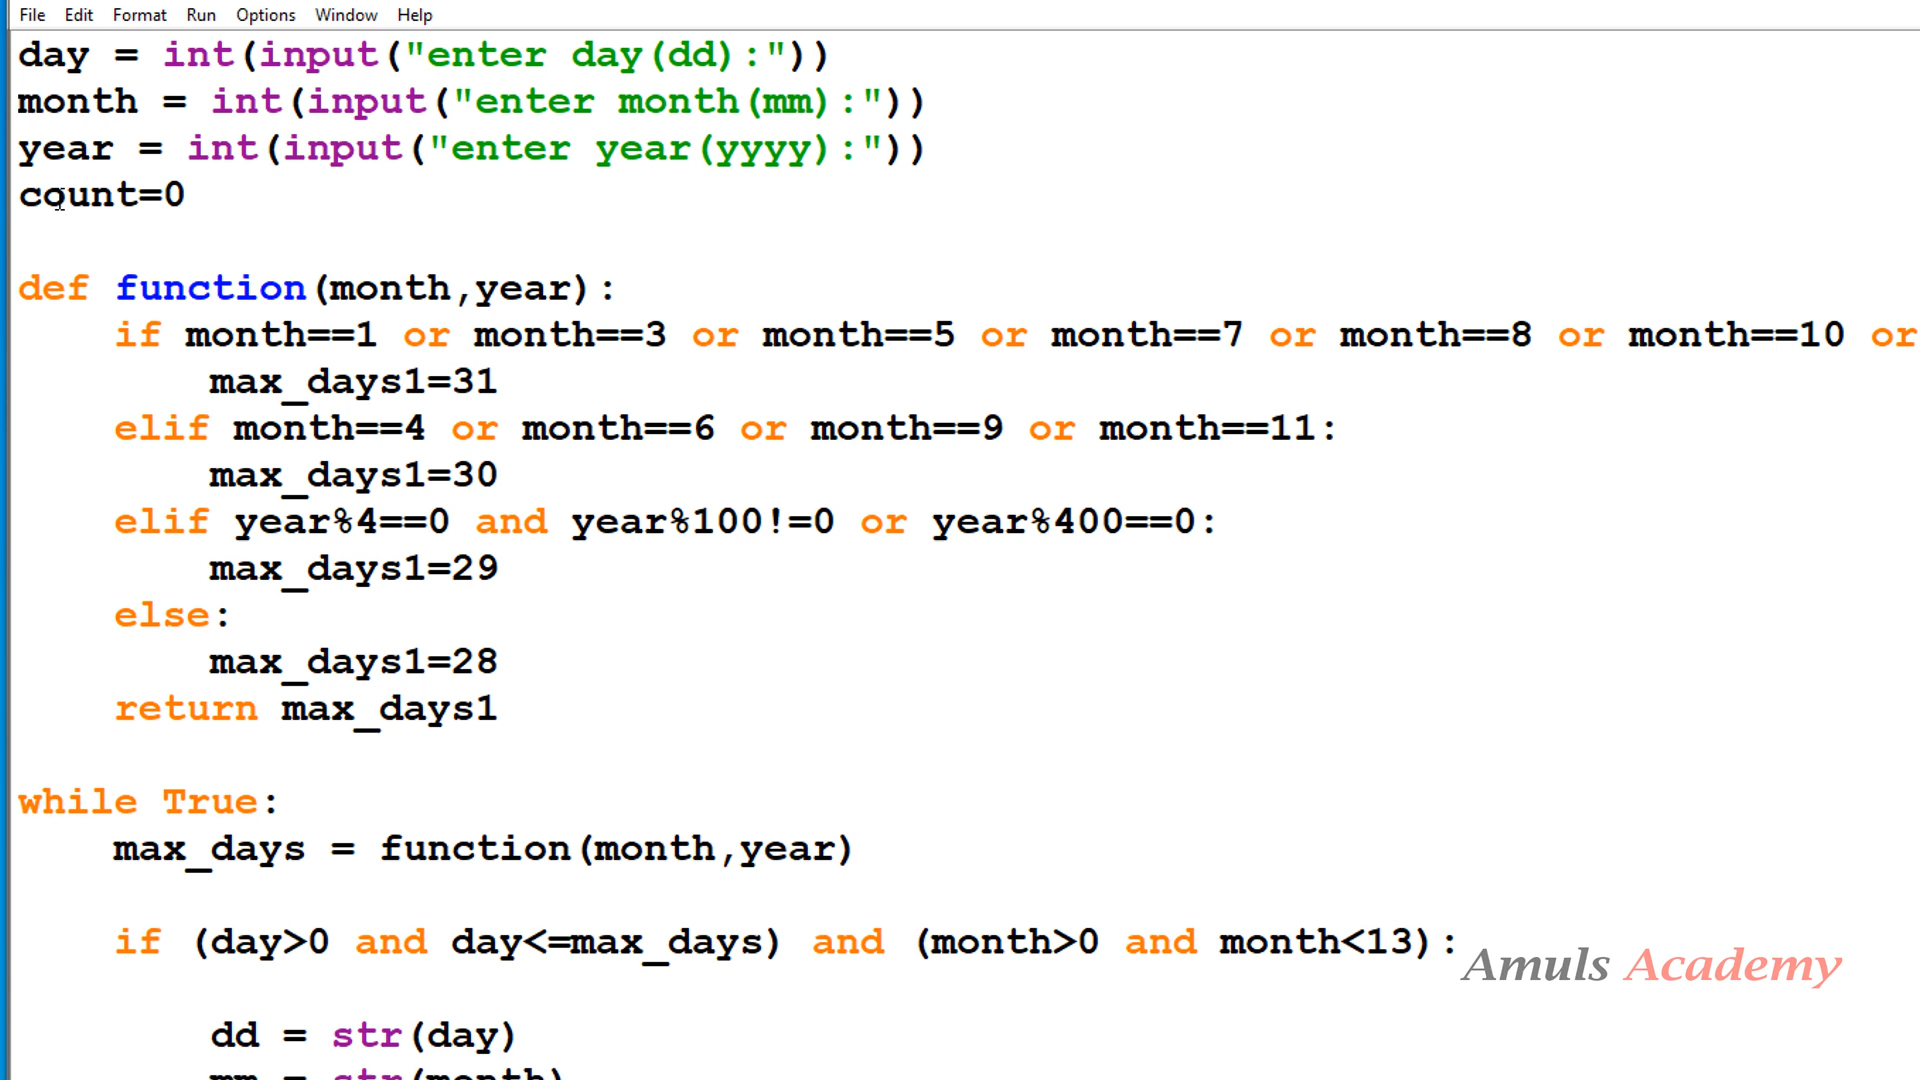 File Edit Format Run Options Window Help
day = int(input("enter day(dd):"))
month = int(input("enter month(mm):"))
year = int(input("enter year(yyyy):"))
count=0
def function(month,year):
if month==1 or month==3 or month==5 or month==7 or month==8 or month==10 or
max_days1=31
elif month==4 or month==6 or month==9 or month==11:
max_days1=30
elif year%4==0 and year%100!=0 or year%400==0:
max_days1=29
else:
max_days1=28
return max_days1
while True:
max_days = function(month,year)
if (day>0 and day<=max_days) and (month>0 and month<13):
Amuls Academy
dd = str(day)
mm = str(month)